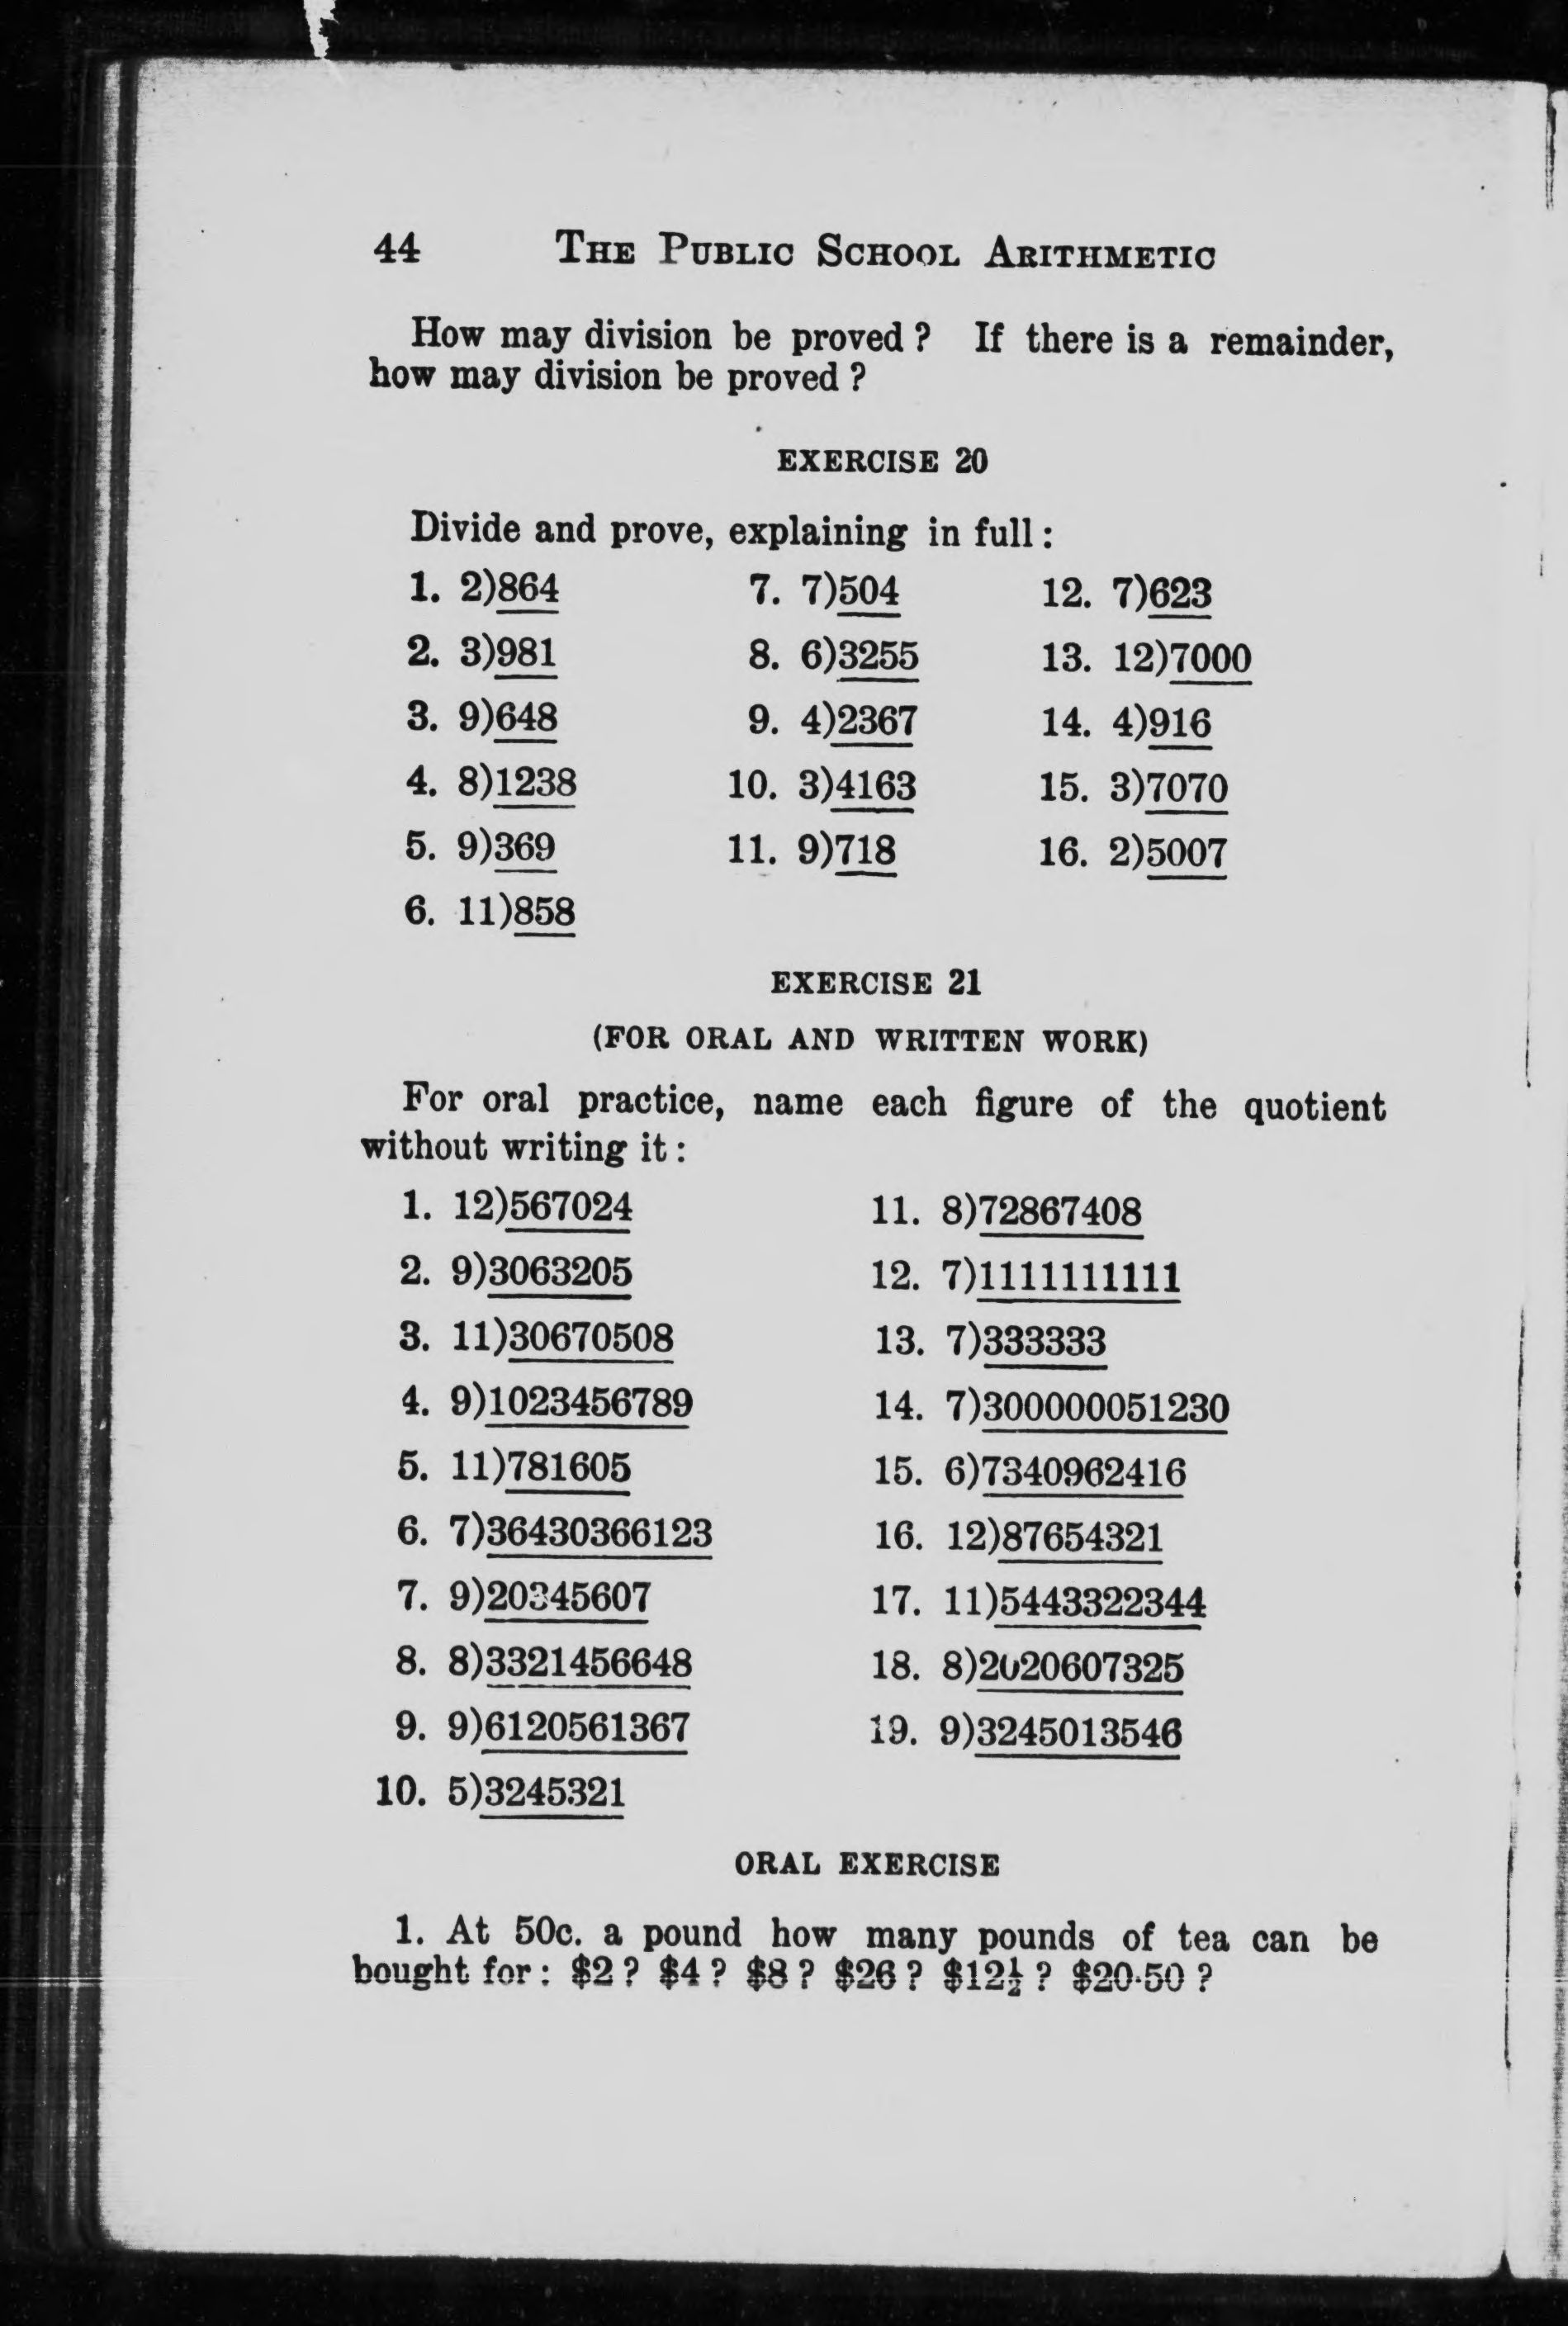 44 THE PUBLIC SCHOOL ARITHMETIC
How may division be proved ? If there is a remainder,
how may division be proved ?
EXERCISE 20
Divide and prove, explaining in full :
1. 2)864 7. 7)504 12. 7)623
2. 3)981 8. 6)3255 13. 12)7000
3. 9)648 9. 4)2367 14. 4)916
4. 8)1238 10. 3)4163 15. 3)7070
5. 9)369 11. 9)718 16. 2)5007
6. 11)858
EXERCISE 21
(FOR ORAL AND WRITTEN WORK)
For oral practice, name each figure of the quotient
without writing it :
1. 12)567024 11. 8)72867408
2. 9)3063205 12. 7)1111111111
3. 11)30670508 13. 7)333333
4. 9)1023456789 14. 7)300000051230
5. 11)781605 15. 6)7340962416
6. 7)36430366123 16. 12)87654321
7. 9)20345607 17. 11)5443322344
8. 8)3321456648 18. 8)2020607325
9. 9)6120561367 19. 9)3245013546
10. 5)3245321
ORAL EXERCISE
1. At 50c. a pound how many pounds of tea can be
bought for : $2 ? $4 ? $8 ? $26 ? $12½ ? $20·50 ?